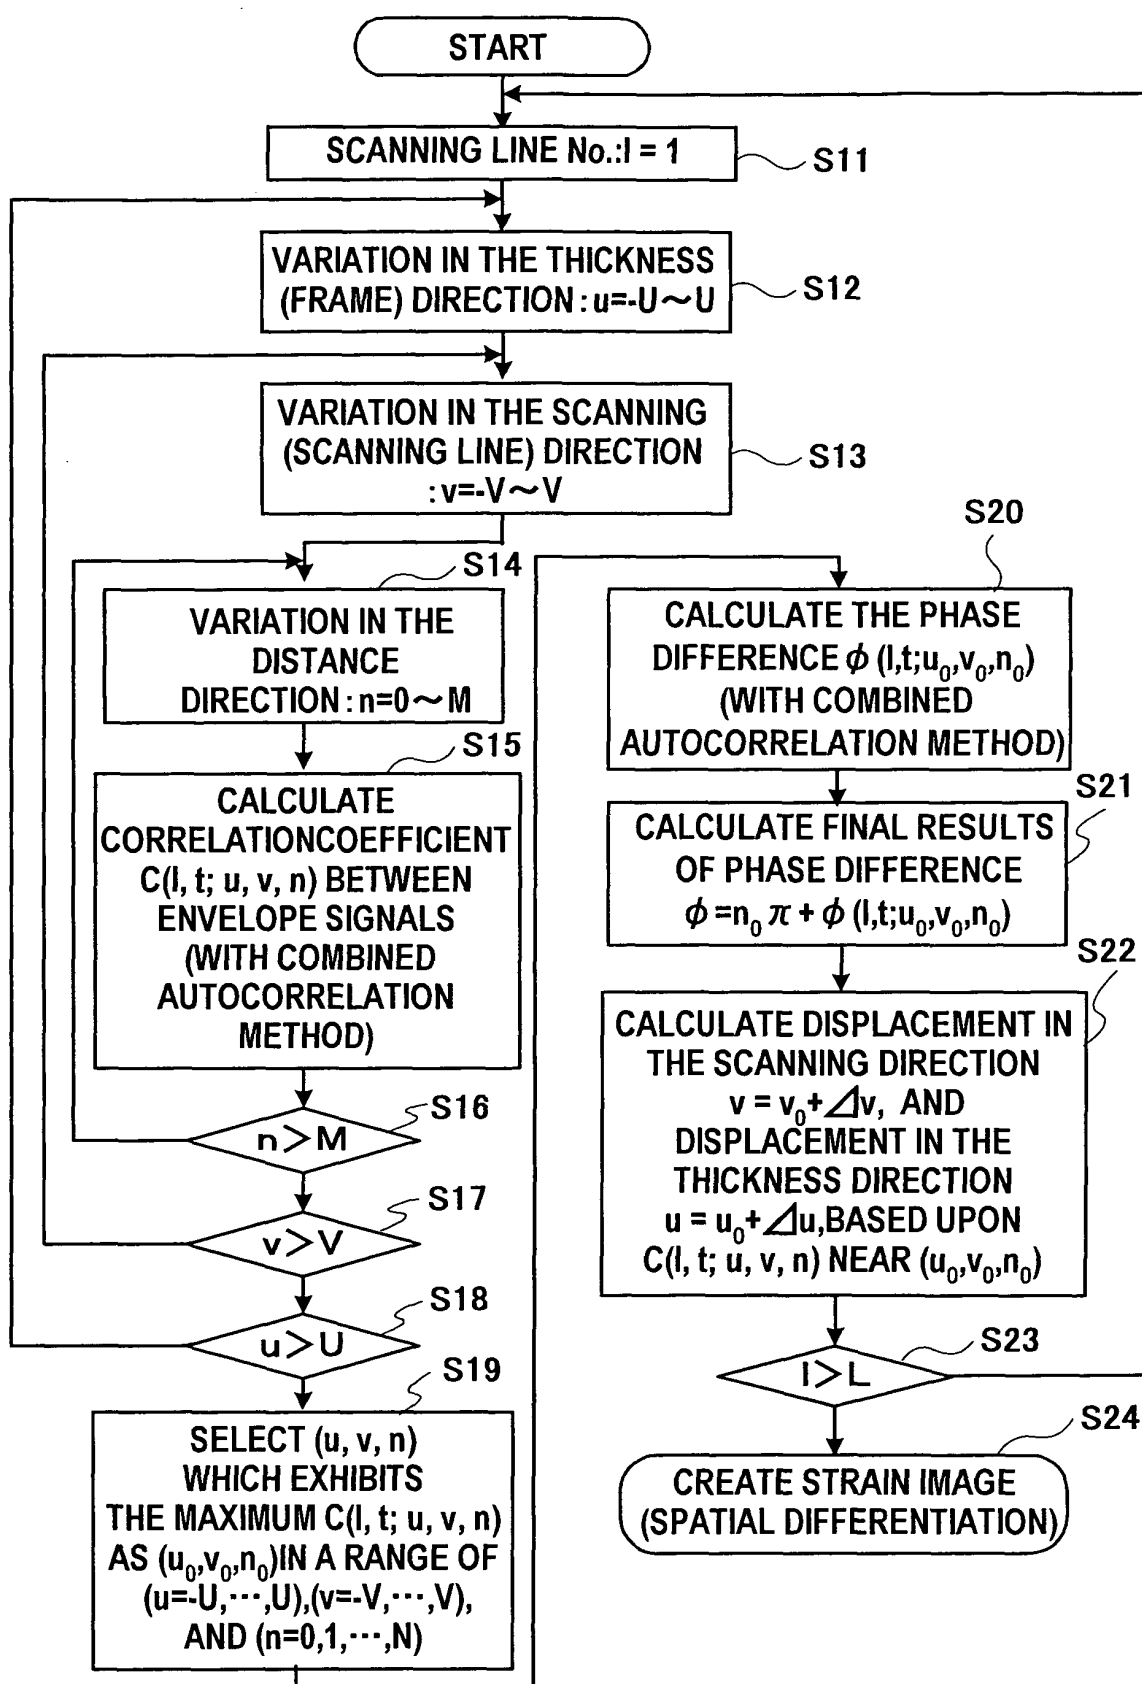 START
SCANNING LINE No.:l = 1
S11
VARIATION IN THE THICKNESS
(FRAME) DIRECTION : u=-U～U
S12
VARIATION IN THE SCANNING
(SCANNING LINE) DIRECTION
: v=-V～V
S13
S14
VARIATION IN THE
DISTANCE
DIRECTION : n=0～M
S15
CALCULATE
CORRELATIONCOEFFICIENT
C(l, t; u, v, n) BETWEEN
ENVELOPE SIGNALS
(WITH COMBINED
AUTOCORRELATION
METHOD)
S16
n＞M
S17
v＞V
S18
u＞U
S19
SELECT (u, v, n)
WHICH EXHIBITS
THE MAXIMUM C(l, t; u, v, n)
AS (u₀,v₀,n₀)IN A RANGE OF
(u=-U,⋯,U),(v=-V,⋯,V),
AND (n=0,1,⋯,N)
S20
CALCULATE THE PHASE
DIFFERENCE ϕ (l,t;u₀,v₀,n₀)
(WITH COMBINED
AUTOCORRELATION METHOD)
S21
CALCULATE FINAL RESULTS
OF PHASE DIFFERENCE
ϕ =n₀ π + ϕ (l,t;u₀,v₀,n₀)
S22
CALCULATE DISPLACEMENT IN
THE SCANNING DIRECTION
v = v₀+⊿v, AND
DISPLACEMENT IN THE
THICKNESS DIRECTION
u = u₀+⊿u,BASED UPON
C(l, t; u, v, n) NEAR (u₀,v₀,n₀)
S23
l＞L
S24
CREATE STRAIN IMAGE
(SPATIAL DIFFERENTIATION)